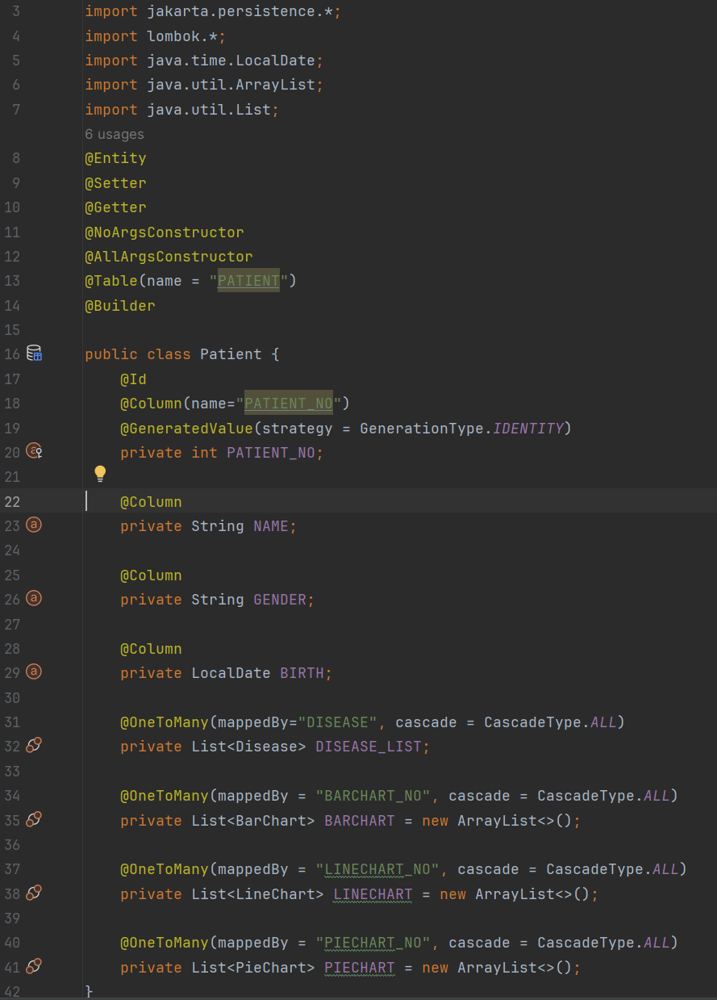 3 import jakarta.persistence.*;
4 import lombok.*;
5 import java.time.LocalDate;
6 import java.util.ArrayList;
7 import java.util.List;
6 usages
8 @Entity
9 @Setter
10 @Getter
11 @NoArgsConstructor
12 @AllArgsConstructor
13 @Table(name = "PATIENT")
14 @Builder
15
16 public class Patient {
17     @Id
18     @Column(name="PATIENT_NO")
19     @GeneratedValue(strategy = GenerationType.IDENTITY)
20     private int PATIENT_NO;
21
22     @Column
23     private String NAME;
24
25     @Column
26     private String GENDER;
27
28     @Column
29     private LocalDate BIRTH;
30
31     @OneToMany(mappedBy="DISEASE", cascade = CascadeType.ALL)
32     private List<Disease> DISEASE_LIST;
33
34     @OneToMany(mappedBy = "BARCHART_NO", cascade = CascadeType.ALL)
35     private List<BarChart> BARCHART = new ArrayList<>();
36
37     @OneToMany(mappedBy = "LINECHART_NO", cascade = CascadeType.ALL)
38     private List<LineChart> LINECHART = new ArrayList<>();
39
40     @OneToMany(mappedBy = "PIECHART_NO", cascade = CascadeType.ALL)
41     private List<PieChart> PIECHART = new ArrayList<>();
42 }